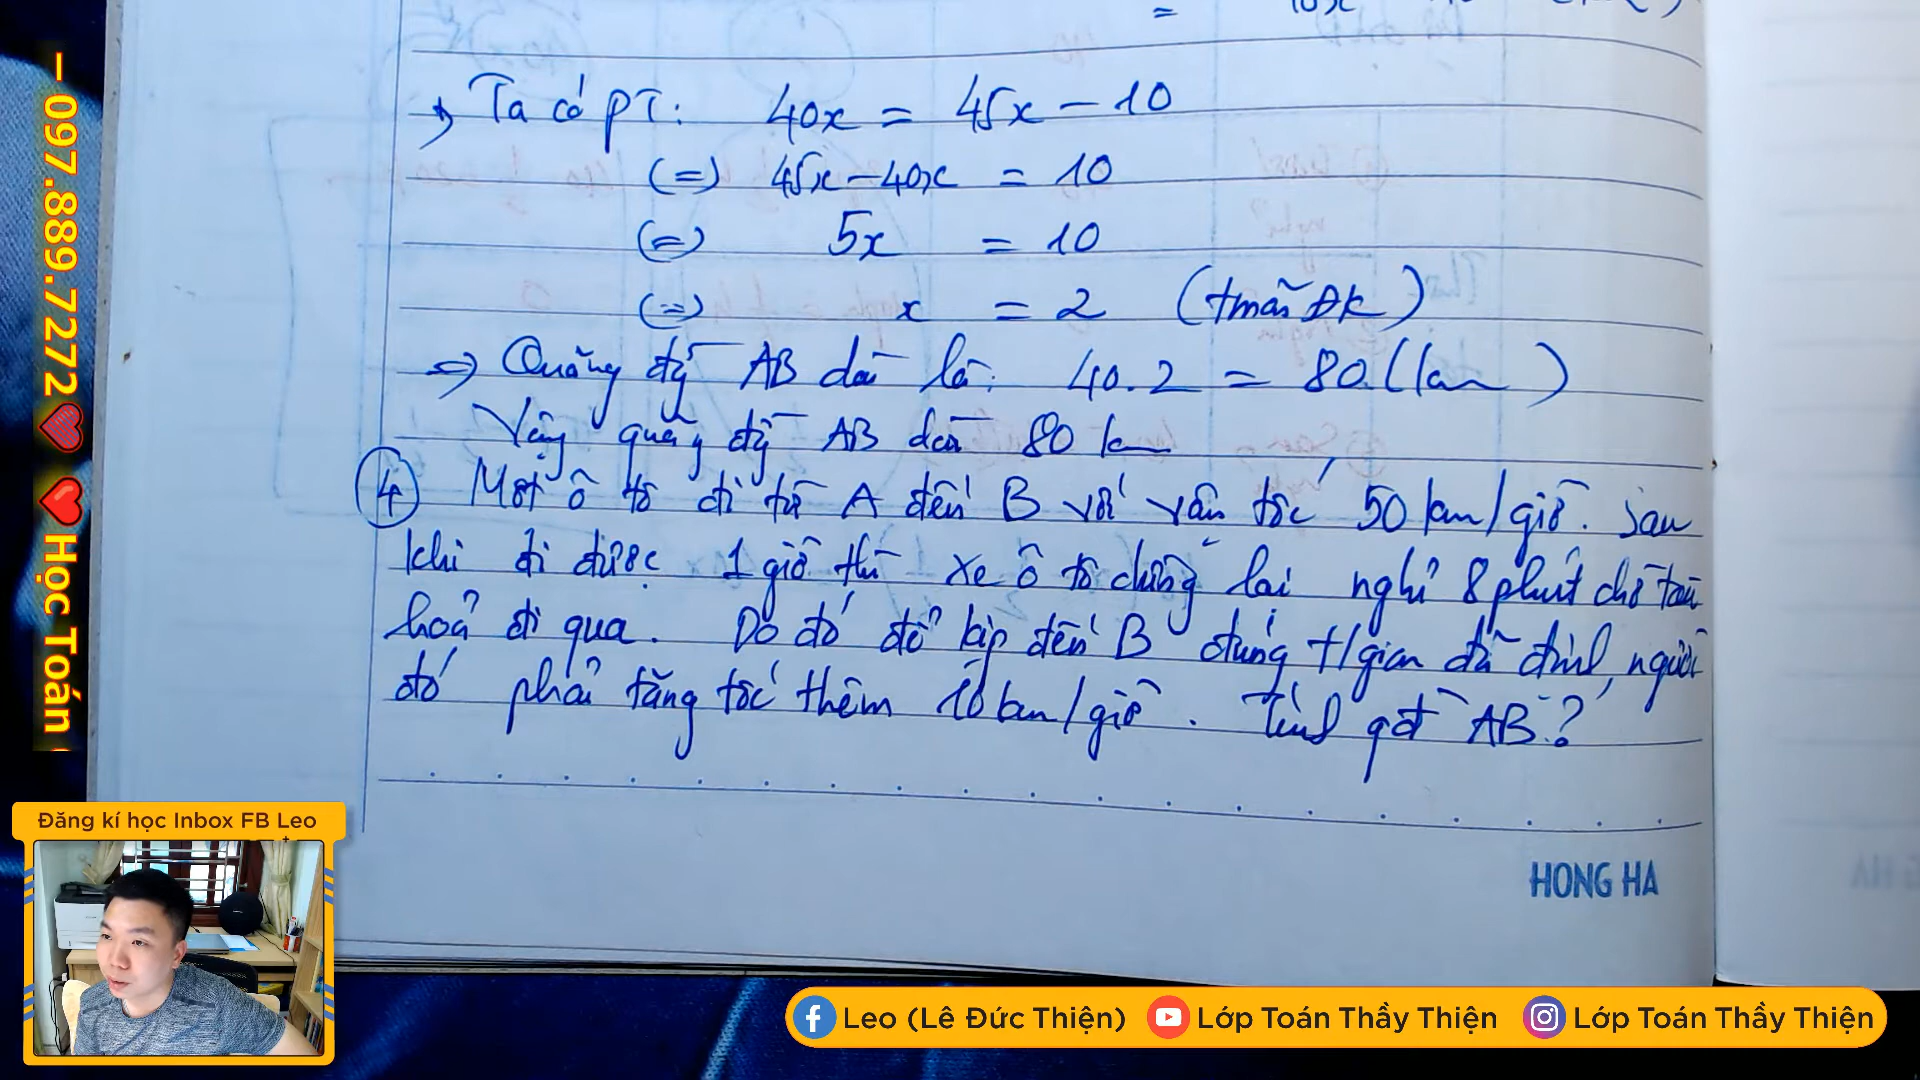 → Ta có PT: 40x = 45x − 10
(=) 45x − 40x = 10
(=) 5x = 10
(=) x = 2 (tmãn ĐK)
=> Quãng đg AB dài là: 40.2 = 80 (km)
Vậy quãng đg AB dài 80 km
④ Một ô tô đi từ A đến B với vân tốc 50 km/giờ. Sau
khi đi được 1 giờ thì xe ô tô dừng lại nghỉ 8 phút chờ tàu
hoả đi qua. Do đó để kịp đến B đúng t/gian đã định, người
đó phải tăng tốc thêm 10 km/giờ. Tính qđ AB?
HONG HA
– 097.889.7272 ❤ ❤ Học Toán
Đăng kí học Inbox FB Leo
Leo (Lê Đức Thiện) Lớp Toán Thầy Thiện Lớp Toán Thầy Thiện